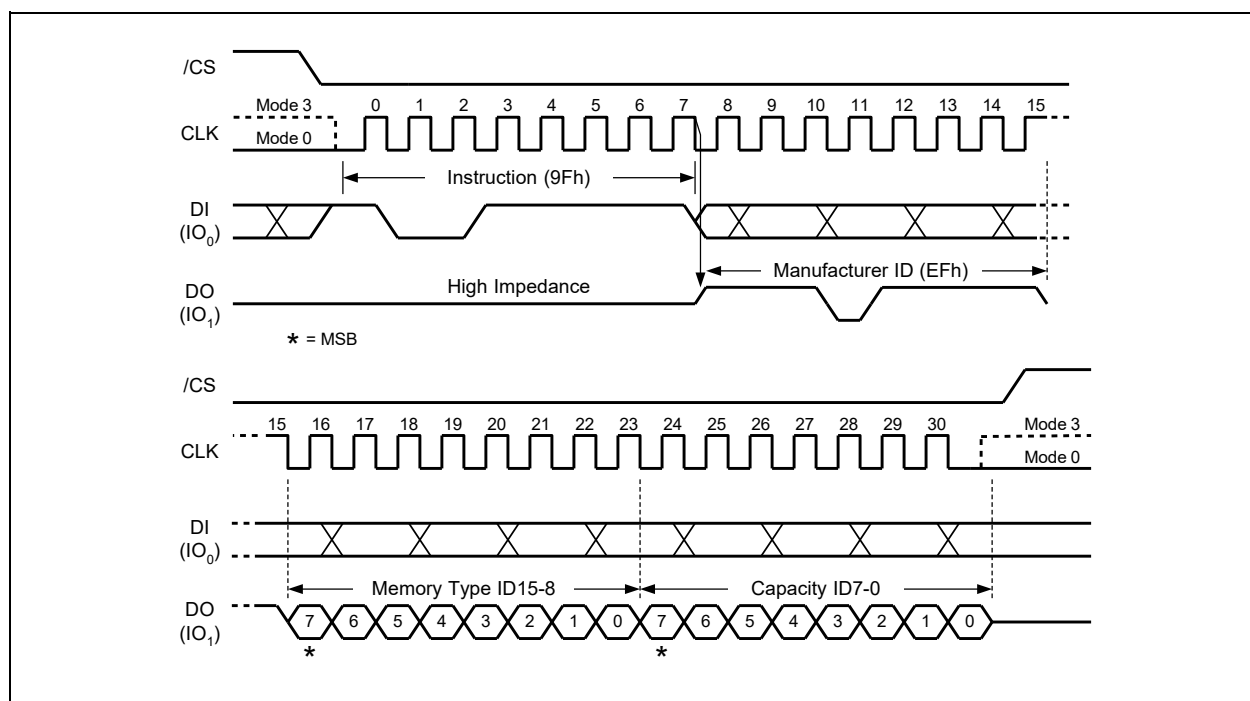 /CS
Mode 3
0 1 2 3 4 5 6 7 8 9 10 11 12 13 14 15
CLK
Mode 0
Instruction (9Fh)
DI
(IO0)
Manufacturer ID (EFh)
High Impedance
DO
(IO1)
* = MSB
/CS
15 16 17 18 19 20 21 22 23 24 25 26 27 28 29 30
Mode 3
CLK
Mode 0
DI
(IO0)
Memory Type ID15-8
Capacity ID7-0
DO
(IO1)
7 6 5 4 3 2 1 0 7 6 5 4 3 2 1 0
* *